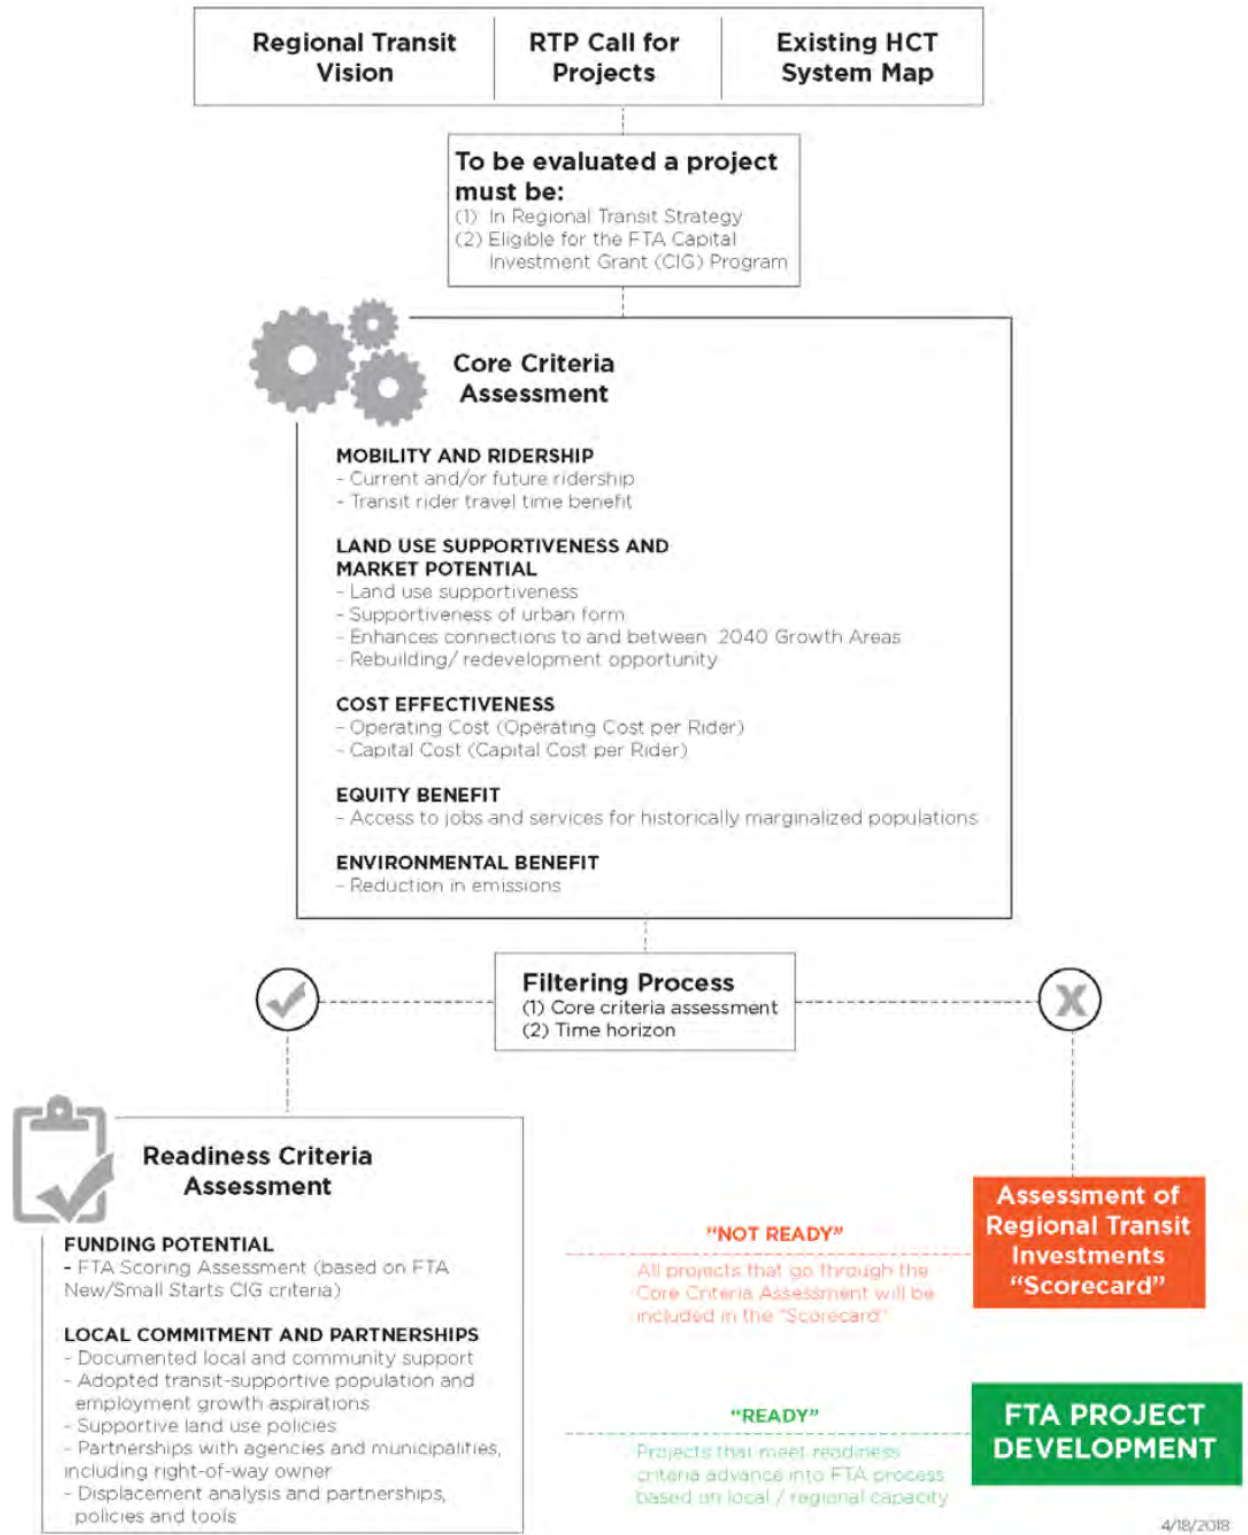 Regional Transit
Vision
RTP Call for
Projects
Existing HCT
System Map
To be evaluated a project
must be:
(1) In Regional Transit Strategy
(2) Eligible for the FTA Capital
Investment Grant (CIG) Program
Core Criteria
Assessment
MOBILITY AND RIDERSHIP
- Current and/or future ridership
- Transit rider travel time benefit
LAND USE SUPPORTIVENESS AND
MARKET POTENTIAL
- Land use supportiveness
- Supportiveness of urban form
- Enhances connections to and between 2040 Growth Areas
- Rebuilding/ redevelopment opportunity
COST EFFECTIVENESS
- Operating Cost (Operating Cost per Rider)
- Capital Cost (Capital Cost per Rider)
EQUITY BENEFIT
- Access to jobs and services for historically marginalized populations
ENVIRONMENTAL BENEFIT
- Reduction in emissions
Filtering Process
(1) Core criteria assessment
(2) Time horizon
X
Readiness Criteria
Assessment
FUNDING POTENTIAL
- FTA Scoring Assessment (based on FTA
New/Small Starts CIG criteria)
LOCAL COMMITMENT AND PARTNERSHIPS
- Documented local and community support
- Adopted transit-supportive population and
employment growth aspirations
- Supportive land use policies
- Partnerships with agencies and municipalities,
including right-of-way owner
- Displacement analysis and partnerships,
policies and tools
"NOT READY"
All projects that go through the
Core Criteria Assessment will be
included in the "Scorecard"
Assessment of
Regional Transit
Investments
"Scorecard"
"READY"
Projects that meet readiness
criteria advance into FTA process
based on local / regional capacity
FTA PROJECT
DEVELOPMENT
4/18/2018